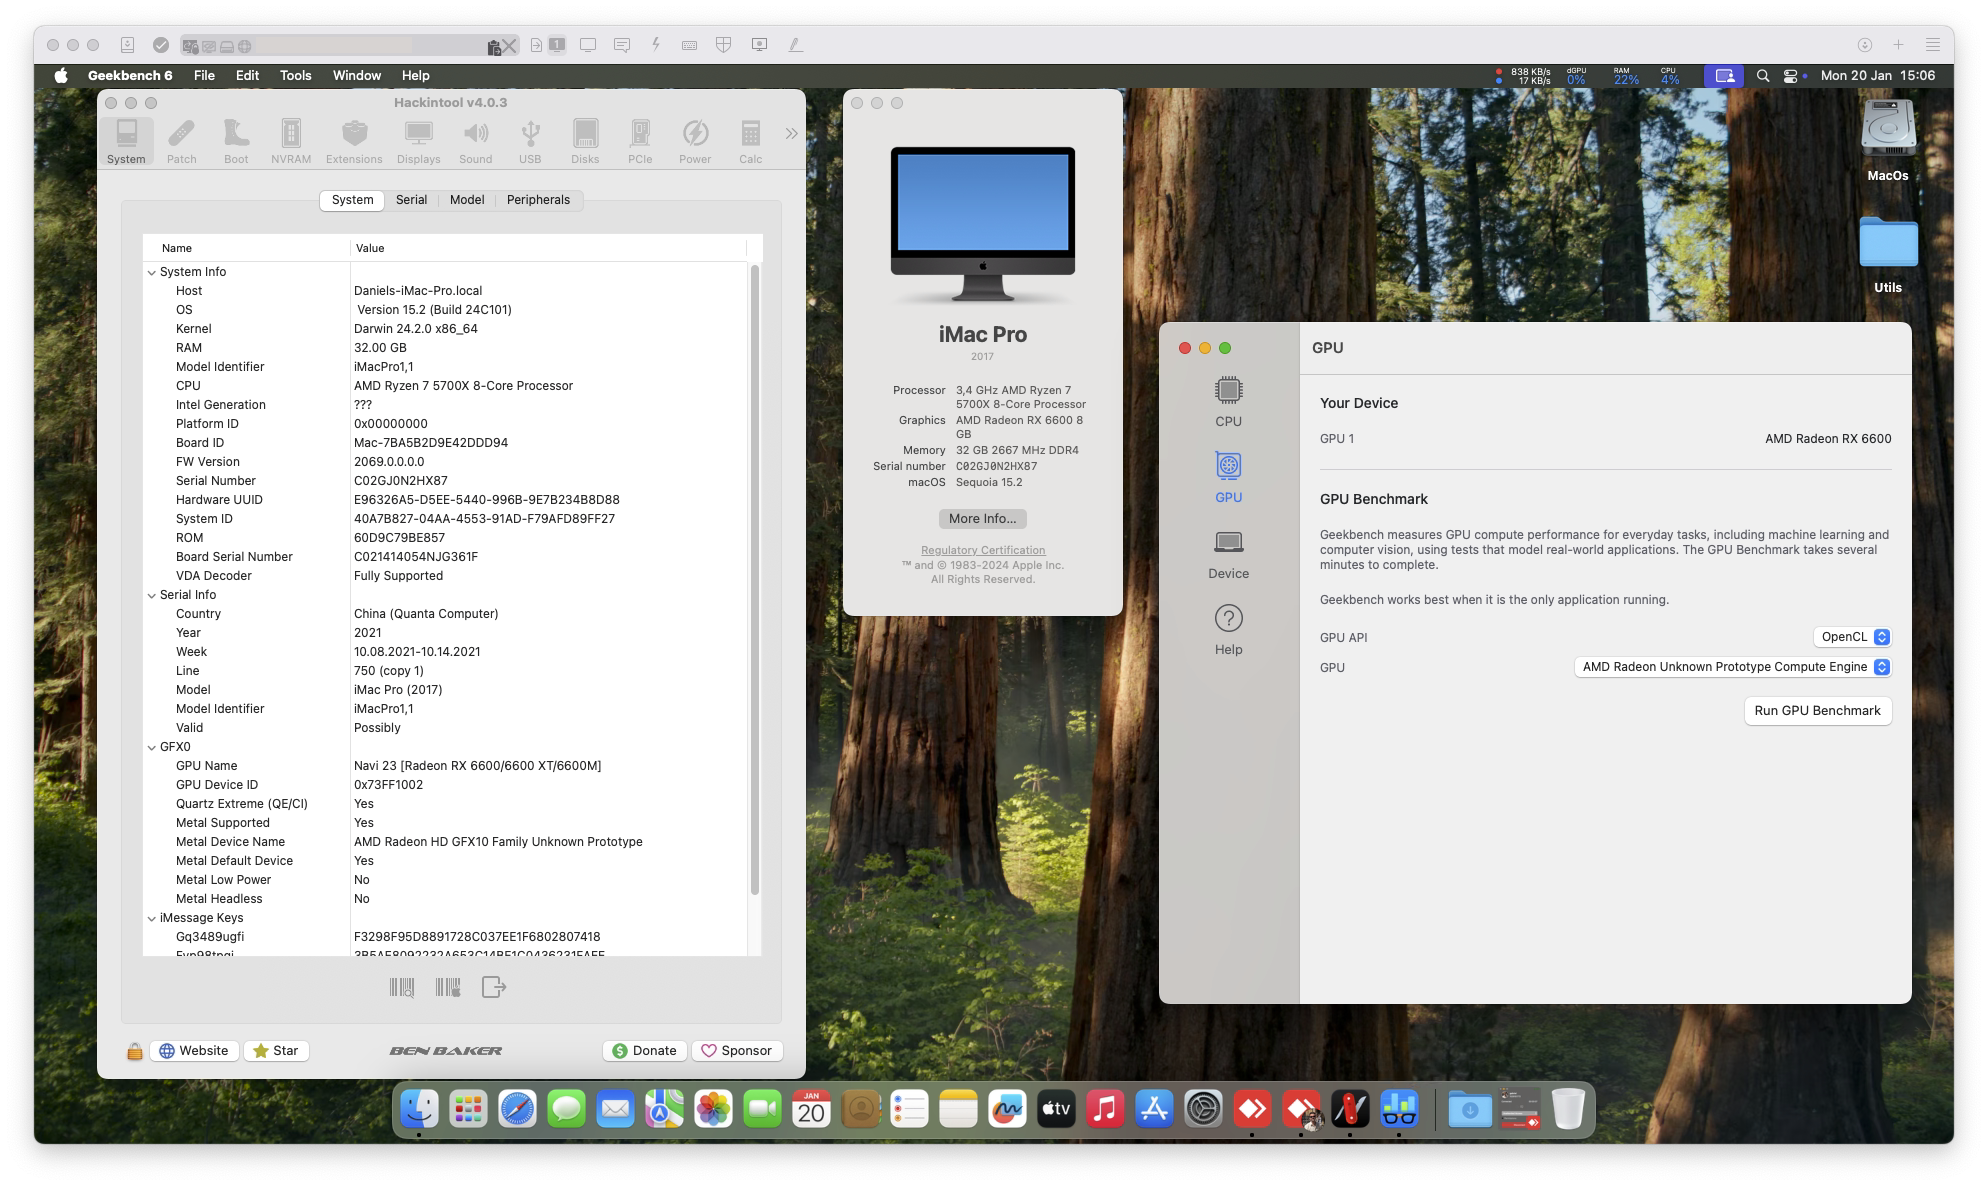 1
Geekbench 6 File Edit Tools Window Help
838 KB/s dGPU RAM CPU
17 KB/s 0% 22% 4%
Mon 20 Jan 15:06
Hackintool v4.0.3
System Patch Boot NVRAM Extensions Displays Sound USB Disks PCIe Power Calc
System Serial Model Peripherals
Name Value
System Info
Host Daniels-iMac-Pro.local
OS Version 15.2 (Build 24C101)
Kernel Darwin 24.2.0 x86_64
RAM 32.00 GB
Model Identifier iMacPro1,1
CPU AMD Ryzen 7 5700X 8-Core Processor
Intel Generation ???
Platform ID 0x00000000
Board ID Mac-7BA5B2D9E42DDD94
FW Version 2069.0.0.0.0
Serial Number C02GJ0N2HX87
Hardware UUID E96326A5-D5EE-5440-996B-9E7B234B8D88
System ID 40A7B827-04AA-4553-91AD-F79AFD89FF27
ROM 60D9C79BE857
Board Serial Number C021414054NJG361F
VDA Decoder Fully Supported
Serial Info
Country China (Quanta Computer)
Year 2021
Week 10.08.2021-10.14.2021
Line 750 (copy 1)
Model iMac Pro (2017)
Model Identifier iMacPro1,1
Valid Possibly
GFX0
GPU Name Navi 23 [Radeon RX 6600/6600 XT/6600M]
GPU Device ID 0x73FF1002
Quartz Extreme (QE/CI) Yes
Metal Supported Yes
Metal Device Name AMD Radeon HD GFX10 Family Unknown Prototype
Metal Default Device Yes
Metal Low Power No
Metal Headless No
iMessage Keys
Gq3489ugfi F3298F95D8891728C037EE1F6802807418
Website Star BEN BAKER Donate Sponsor
iMac Pro
2017
Processor 3,4 GHz AMD Ryzen 7
5700X 8-Core Processor
Graphics AMD Radeon RX 6600 8
GB
Memory 32 GB 2667 MHz DDR4
Serial number C02GJ0N2HX87
macOS Sequoia 15.2
More Info...
Regulatory Certification
™ and © 1983-2024 Apple Inc.
All Rights Reserved.
MacOs
Utils
CPU
GPU
Device
Help
GPU
Your Device
GPU 1 AMD Radeon RX 6600
GPU Benchmark
Geekbench measures GPU compute performance for everyday tasks, including machine learning and
computer vision, using tests that model real-world applications. The GPU Benchmark takes several
minutes to complete.
Geekbench works best when it is the only application running.
GPU API OpenCL
GPU AMD Radeon Unknown Prototype Compute Engine
Run GPU Benchmark
JAN
20
tv